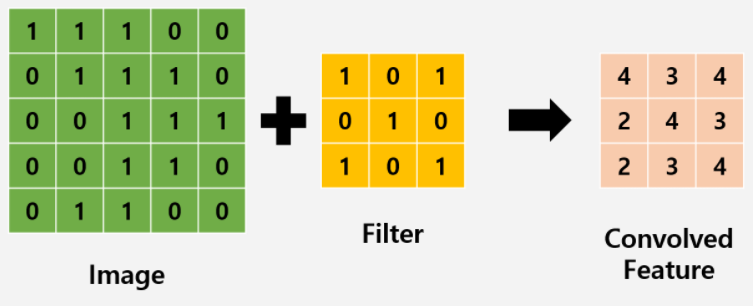 1 1 1 0 0
0 1 1 1 0
0 0 1 1 1
0 0 1 1 0
0 1 1 0 0
Image
1 0 1
0 1 0
1 0 1
Filter
4 3 4
2 4 3
2 3 4
Convolved
Feature